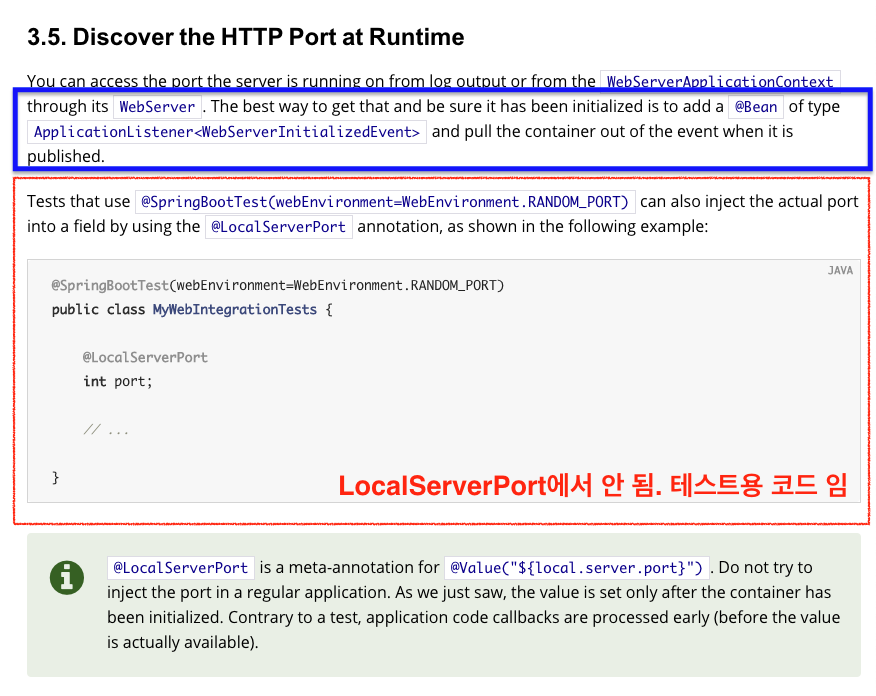 3.5. Discover the HTTP Port at Runtime
You can access the port the server is running on from log output or from the WebServerApplicationContext
through its WebServer . The best way to get that and be sure it has been initialized is to add a @Bean of type
ApplicationListener<WebServerInitializedEvent> and pull the container out of the event when it is
published.
Tests that use @SpringBootTest(webEnvironment=WebEnvironment.RANDOM_PORT) can also inject the actual port
into a field by using the @LocalServerPort annotation, as shown in the following example:
JAVA
@SpringBootTest(webEnvironment=WebEnvironment.RANDOM_PORT)
public class MyWebIntegrationTests {
@LocalServerPort
int port;
// ...
}
LocalServerPort에서 안 됨. 테스트용 코드 임
@LocalServerPort is a meta-annotation for @Value("${local.server.port}") . Do not try to
inject the port in a regular application. As we just saw, the value is set only after the container has
been initialized. Contrary to a test, application code callbacks are processed early (before the value
is actually available).